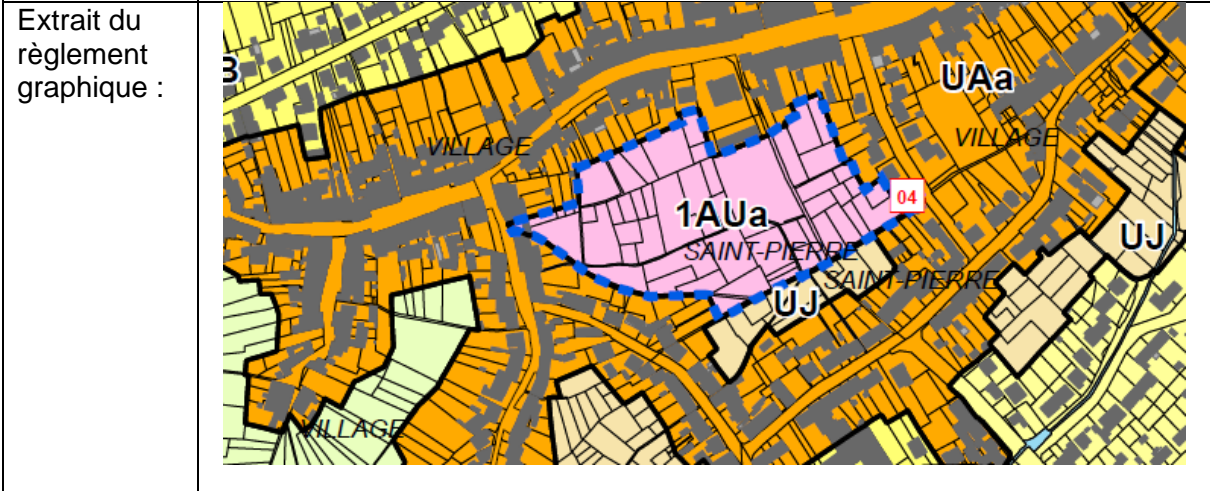 Extrait du
règlement
graphique :
B
UAa
VILLAGE
VILLAGE
04
1AUa
UJ
SAINT-PIERRE
SAINT-PIERRE
UJ
VILLAGE